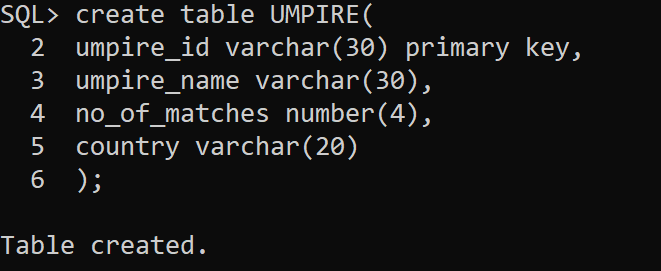 SQL> create table UMPIRE(
2 umpire_id varchar(30) primary key,
3 umpire_name varchar(30),
4 no_of_matches number(4),
5 country varchar(20)
6 );
Table created.